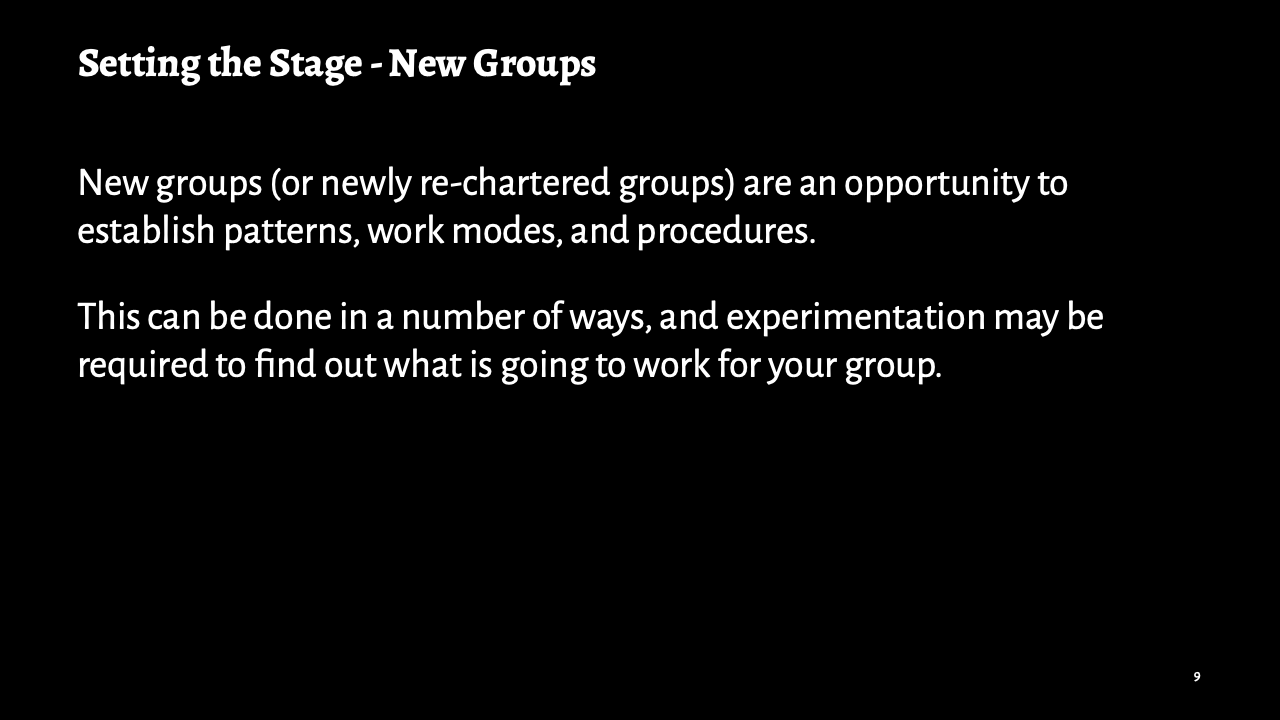 Setting the Stage - New Groups
New groups (or newly re-chartered groups) are an opportunity to
establish patterns, work modes, and procedures.
This can be done in a number of ways, and experimentation may be
required to find out what is going to work for your group.
9